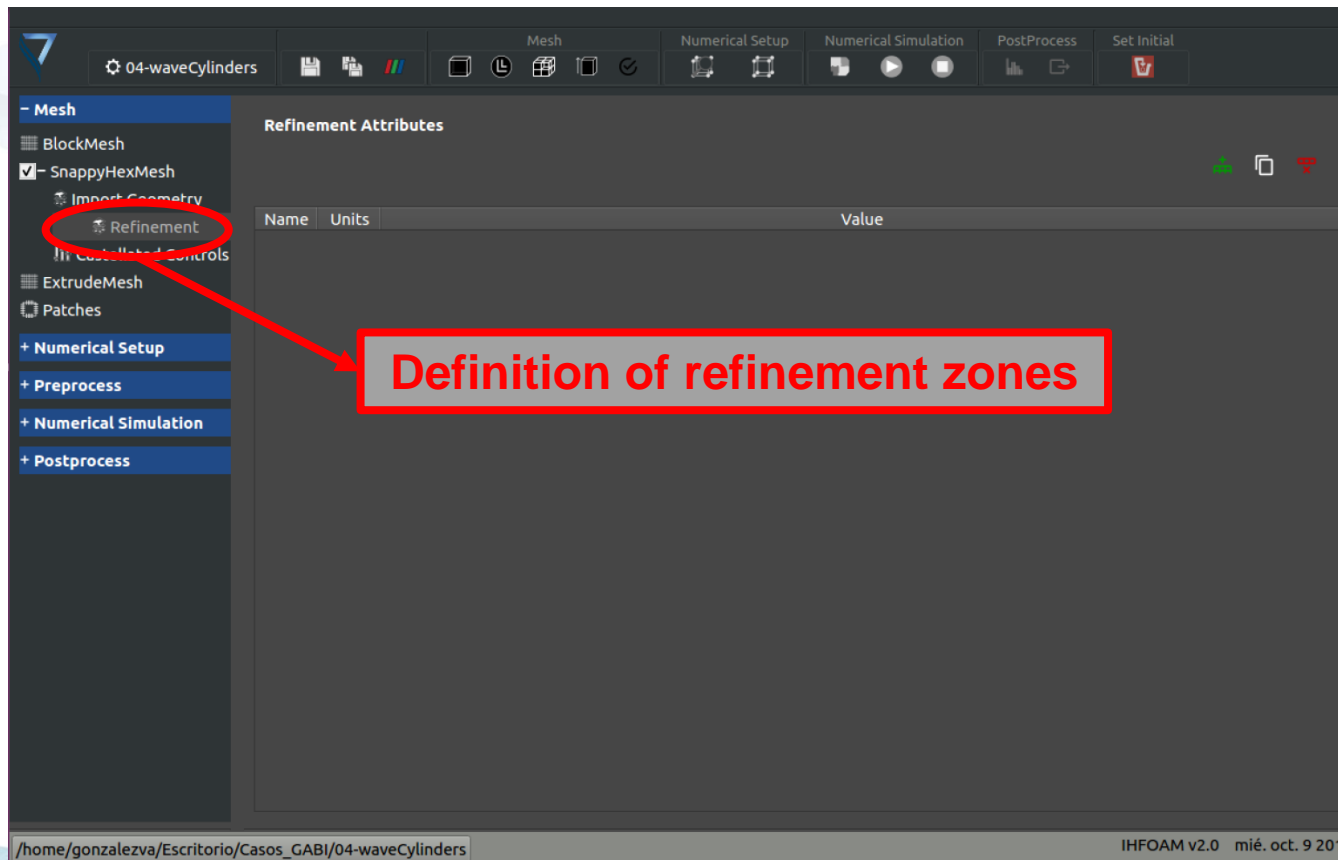 Mesh
Numerical Setup
Numerical Simulation
PostProcess
Set Initial
04-waveCylinders
- Mesh
BlockMesh
- SnappyHexMesh
Import Geometry
Refinement
Castellated Controls
ExtrudeMesh
Patches
+ Numerical Setup
+ Preprocess
+ Numerical Simulation
+ Postprocess
Refinement Attributes
Name Units Value
Definition of refinement zones
/home/gonzalezva/Escritorio/Casos_GABI/04-waveCylinders
IHFOAM v2.0 mié. oct. 9